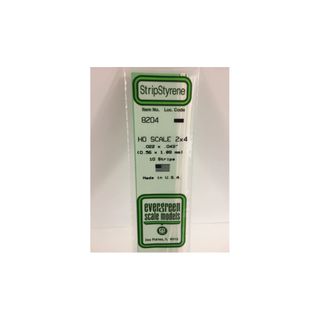 StripStyrene
Item No. Loc. Code
8204
HO SCALE 2x4
.022 x .043"
(0.56 x 1.09 mm)
10 Strips
Made in U.S.A.
evergreen
scale models